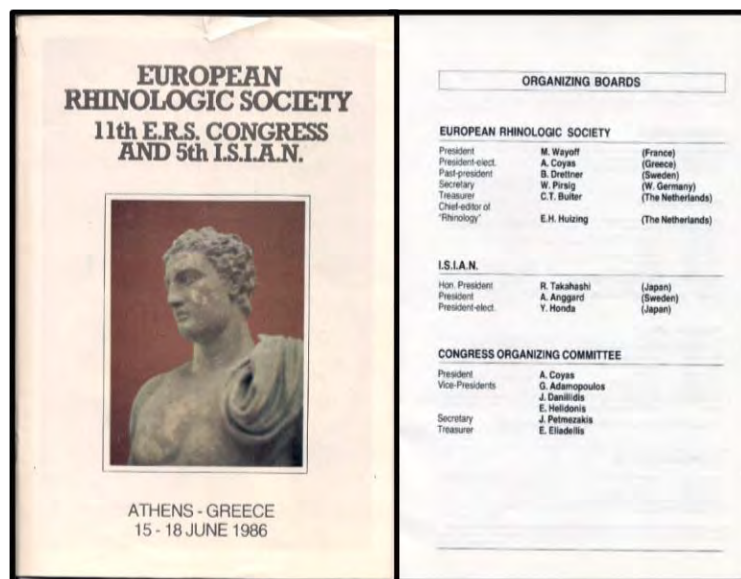 EUROPEAN
RHINOLOGIC SOCIETY
11th E.R.S. CONGRESS
AND 5th I.S.I.A.N.
ATHENS - GREECE
15 - 18 JUNE 1986
ORGANIZING BOARDS
EUROPEAN RHINOLOGIC SOCIETY
President M. Wayoff (France)
President-elect. A. Coyas (Greece)
Past-president B. Drettner (Sweden)
Secretary W. Pirsig (W. Germany)
Treasurer C.T. Buiter (The Netherlands)
Chief-editor of
"Rhinology" E.H. Huizing (The Netherlands)
I.S.I.A.N.
Hon. President R. Takahashi (Japan)
President A. Anggard (Sweden)
President-elect. Y. Honda (Japan)
CONGRESS ORGANIZING COMMITTEE
President A. Coyas
Vice-Presidents G. Adamopoulos
J. Danillidis
E. Helidonis
Secretary J. Petmezakis
Treasurer E. Eliadellis